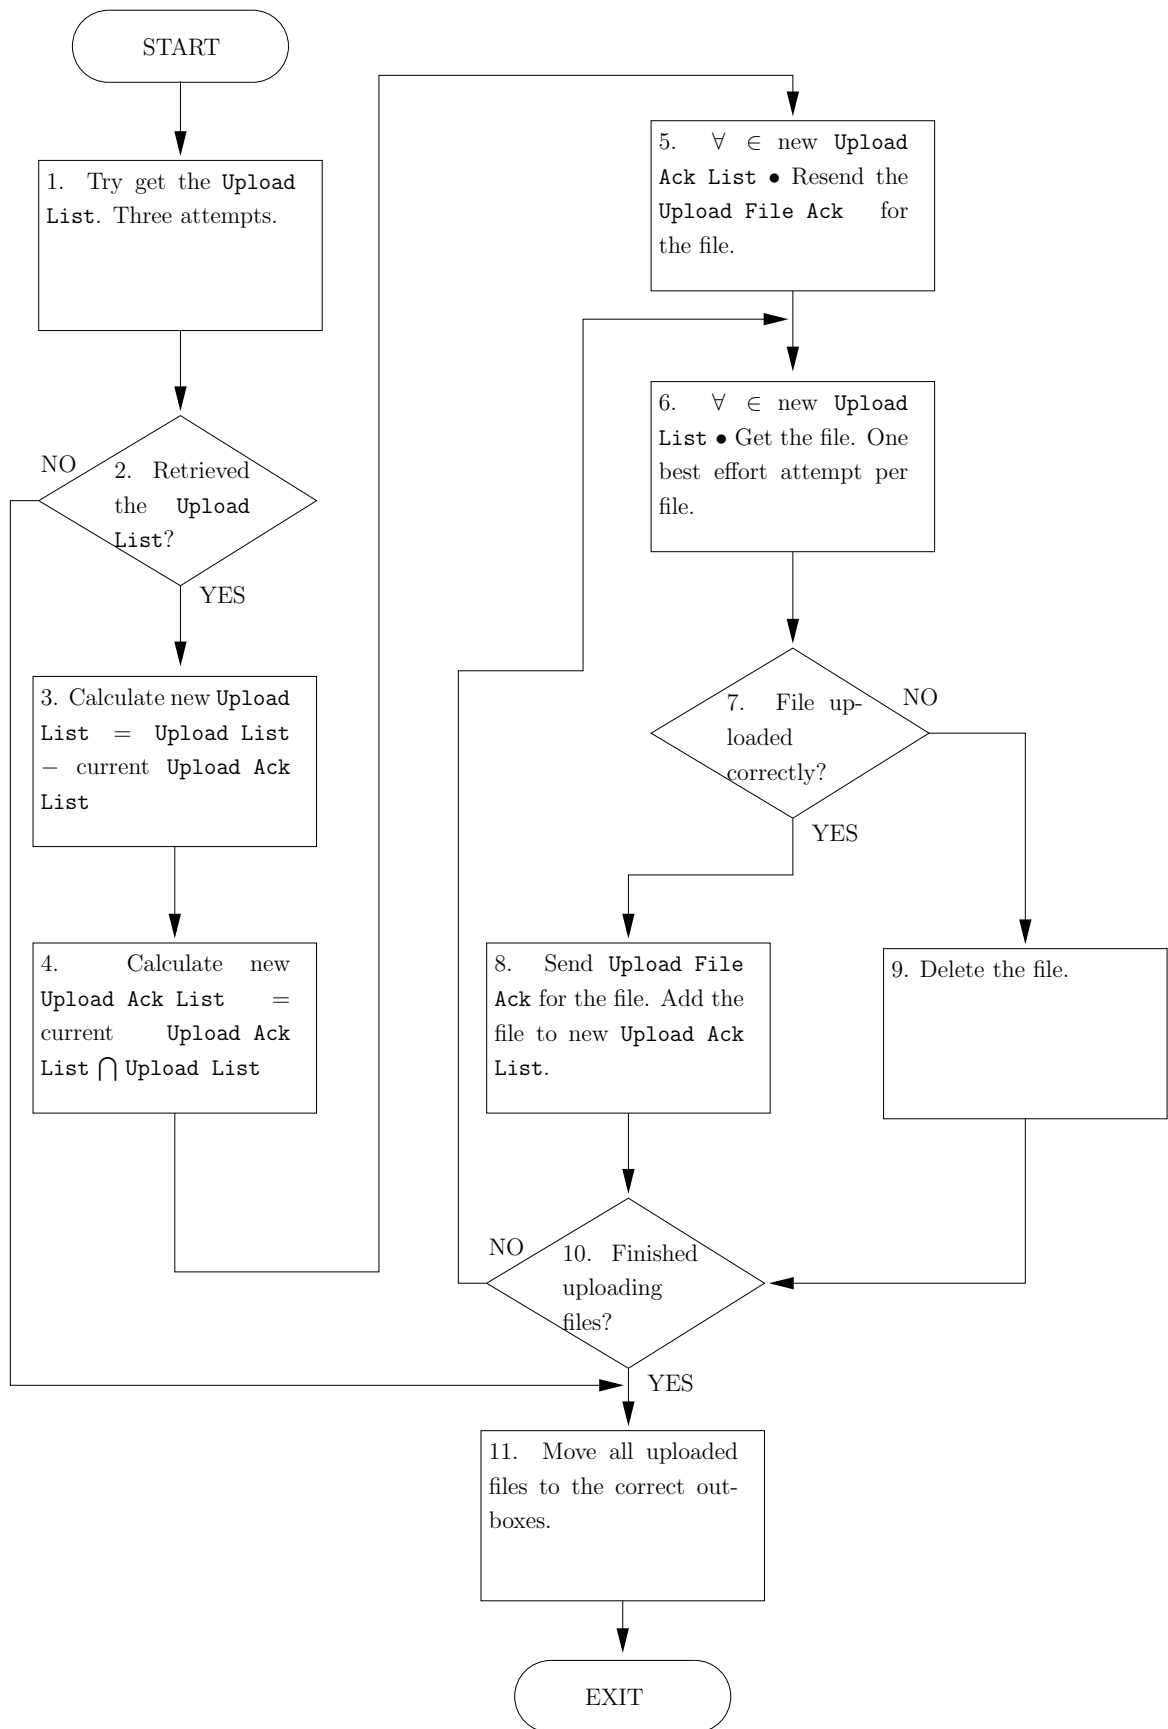 START
1. Try get the Upload
List. Three attempts.
NO
2. Retrieved
the Upload
List?
YES
3. Calculate new Upload
List = Upload List
− current Upload Ack
List
4. Calculate new
Upload Ack List =
current Upload Ack
List ⋂ Upload List
5. ∀ ∈ new Upload
Ack List • Resend the
Upload File Ack for
the file.
6. ∀ ∈ new Upload
List • Get the file. One
best effort attempt per
file.
7. File up-
loaded
correctly?
NO
YES
8. Send Upload File
Ack for the file. Add the
file to new Upload Ack
List.
9. Delete the file.
NO
10. Finished
uploading
files?
YES
11. Move all uploaded
files to the correct out-
boxes.
EXIT